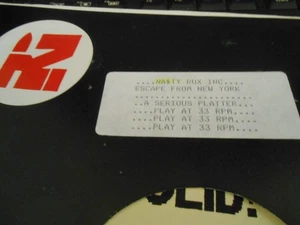 ....NASTY ROX INC....
ESCAPE FROM NEW YORK
.....................
..A SERIOUS PLATTER...
....PLAY AT 33 RPM....
....PLAY AT 33 RPM....
....PLAY AT 33 RPM....